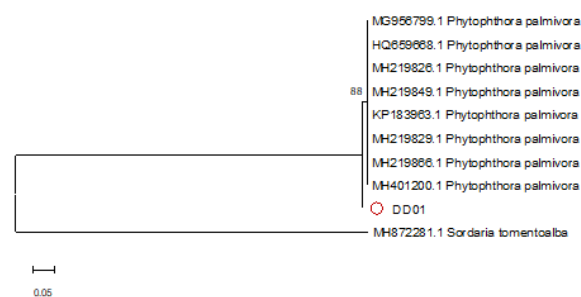 MG956799.1 Phytophthora palmivora
HQ659668.1 Phytophthora palmivora
MH219826.1 Phytophthora palmivora
88
MH219849.1 Phytophthora palmivora
KP183963.1 Phytophthora palmivora
MH219829.1 Phytophthora palmivora
MH219866.1 Phytophthora palmivora
MH401200.1 Phytophthora palmivora
DD01
MH872281.1 Sordaria tomentoalba
0.05